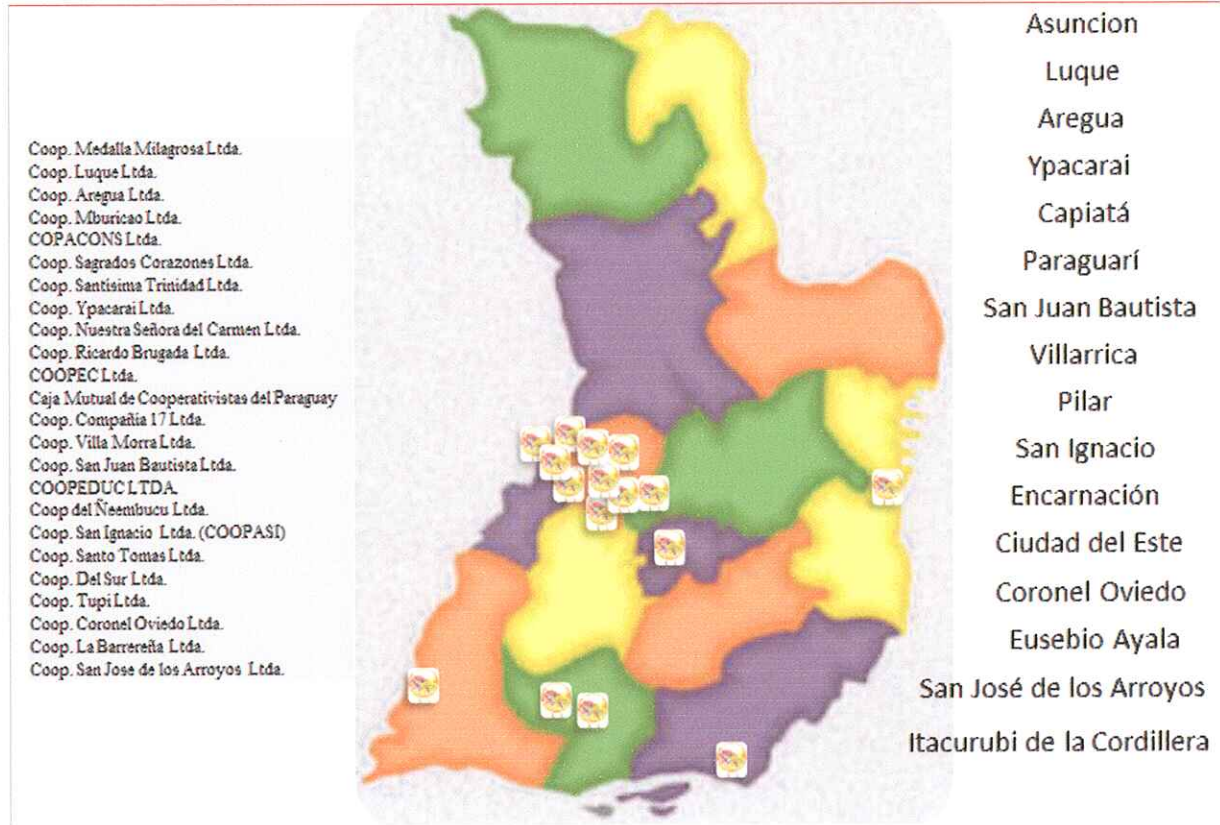 Coop. Medalla Milagrosa Ltda.
Coop. Luque Ltda.
Coop. Aregua Ltda.
Coop. Mburicao Ltda.
COPACONS Ltda.
Coop. Sagrados Corazones Ltda.
Coop. Santisima Trinidad Ltda.
Coop. Ypacarai Ltda.
Coop. Nuestra Señora del Carmen Ltda.
Coop. Ricardo Brugada Ltda.
COOPEC Ltda.
Caja Mutual de Cooperativistas del Paraguay
Coop. Compañia 17 Ltda.
Coop. Villa Morra Ltda.
Coop. San Juan Bautista Ltda.
COOPEDUC LTDA.
Coop del Ñeembucu Ltda.
Coop. San Ignacio Ltda. (COOPASI)
Coop. Santo Tomas Ltda.
Coop. Del Sur Ltda.
Coop. Tupi Ltda.
Coop. Coronel Oviedo Ltda.
Coop. La Barrereña Ltda.
Coop. San Jose de los Arroyos Ltda.
Asuncion
Luque
Aregua
Ypacarai
Capiatá
Paraguarí
San Juan Bautista
Villarrica
Pilar
San Ignacio
Encarnación
Ciudad del Este
Coronel Oviedo
Eusebio Ayala
San José de los Arroyos
Itacurubi de la Cordillera